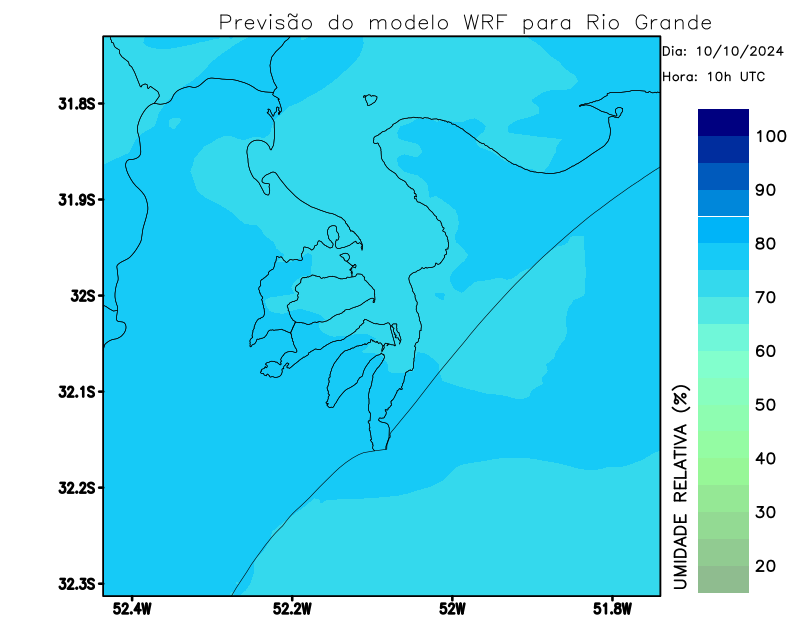 Previsão do modelo WRF para Rio Grande
Dia: 10/10/2024
Hora: 10h UTC
31.8S
31.9S
32S
32.1S
32.2S
32.3S
52.4W
52.2W
52W
51.8W
UMIDADE RELATIVA (%)
100
90
80
70
60
50
40
30
20